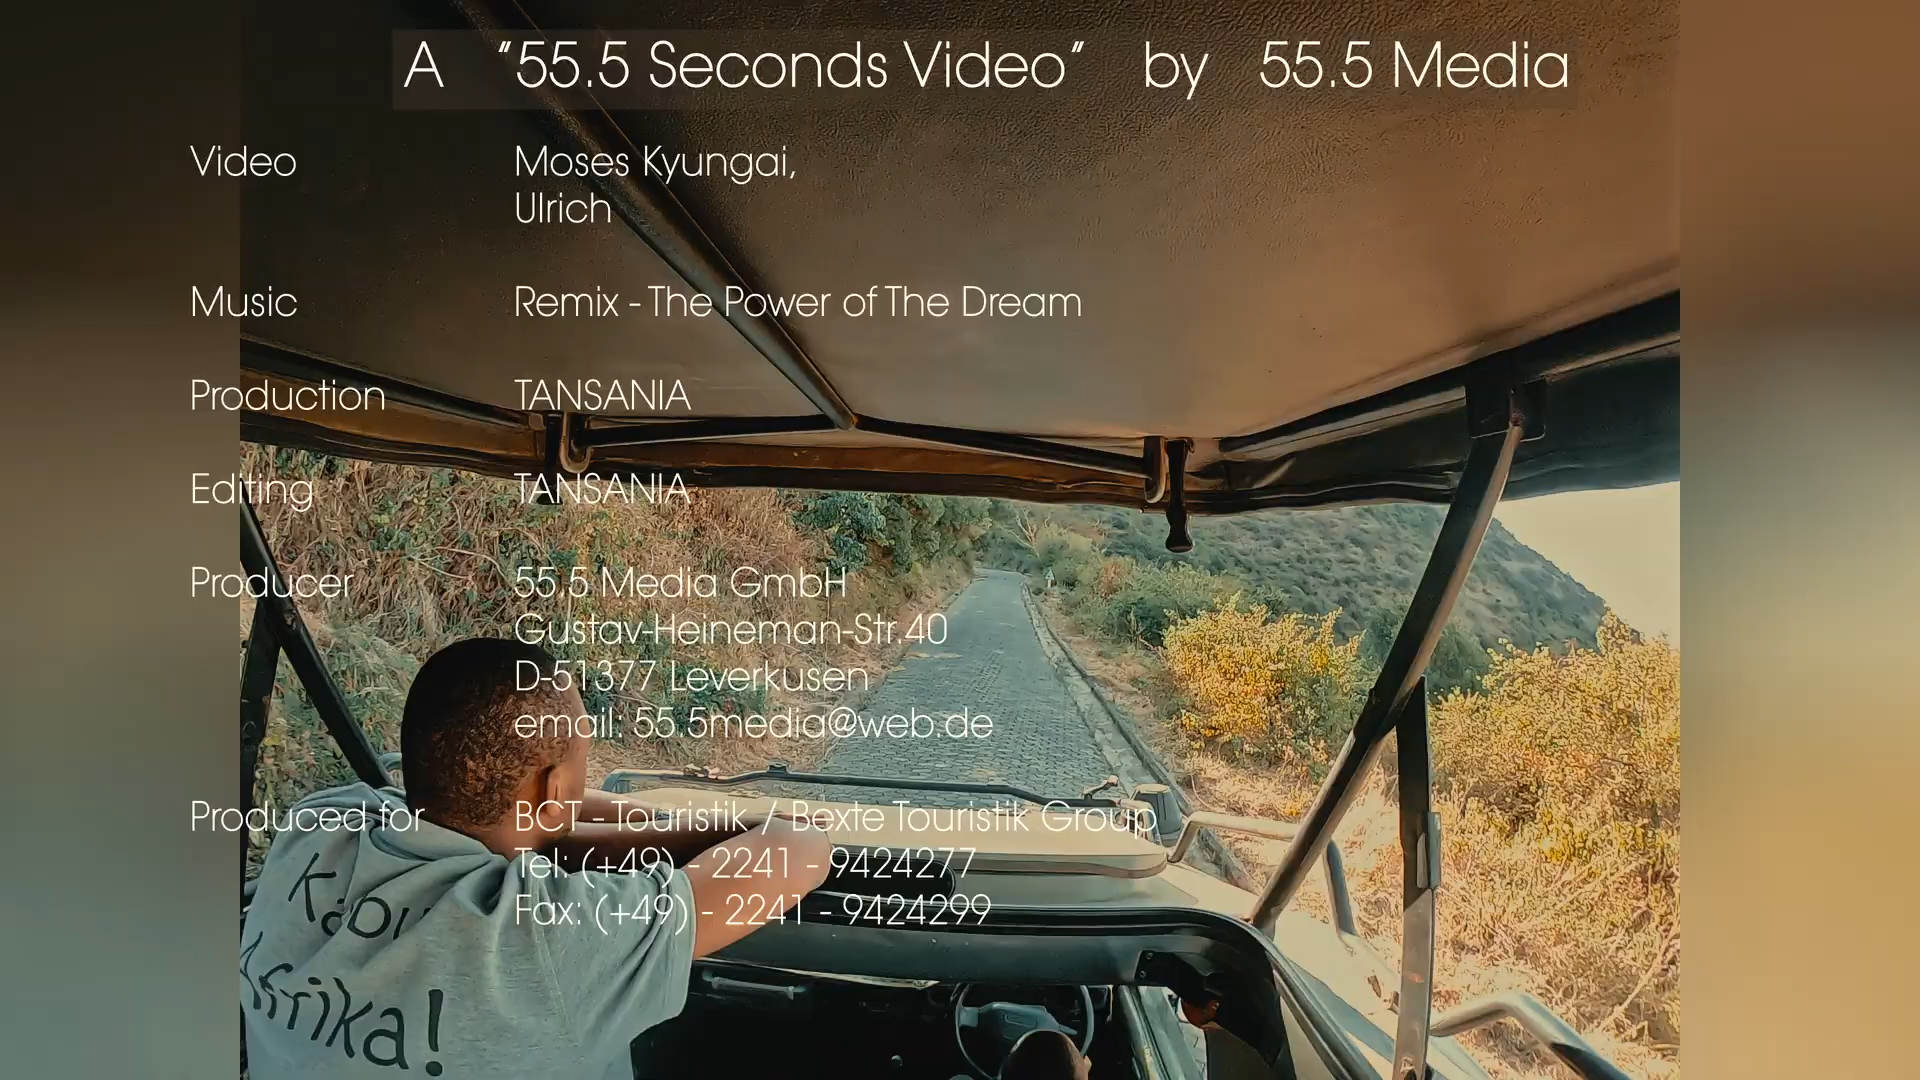 A "55.5 Seconds Video" by 55.5 Media
Video Moses Kyungai,
Ulrich
Music Remix - The Power of The Dream
Production TANSANIA
Editing TANSANIA
Producer 55.5 Media GmbH
Gustav-Heineman-Str.40
D-51377 Leverkusen
email: 55.5media@web.de
Produced for BCT - Touristik / Bexte Touristik Group
Tel: (+49) - 2241 - 9424277
Fax: (+49) - 2241 - 9424299
Afrika!